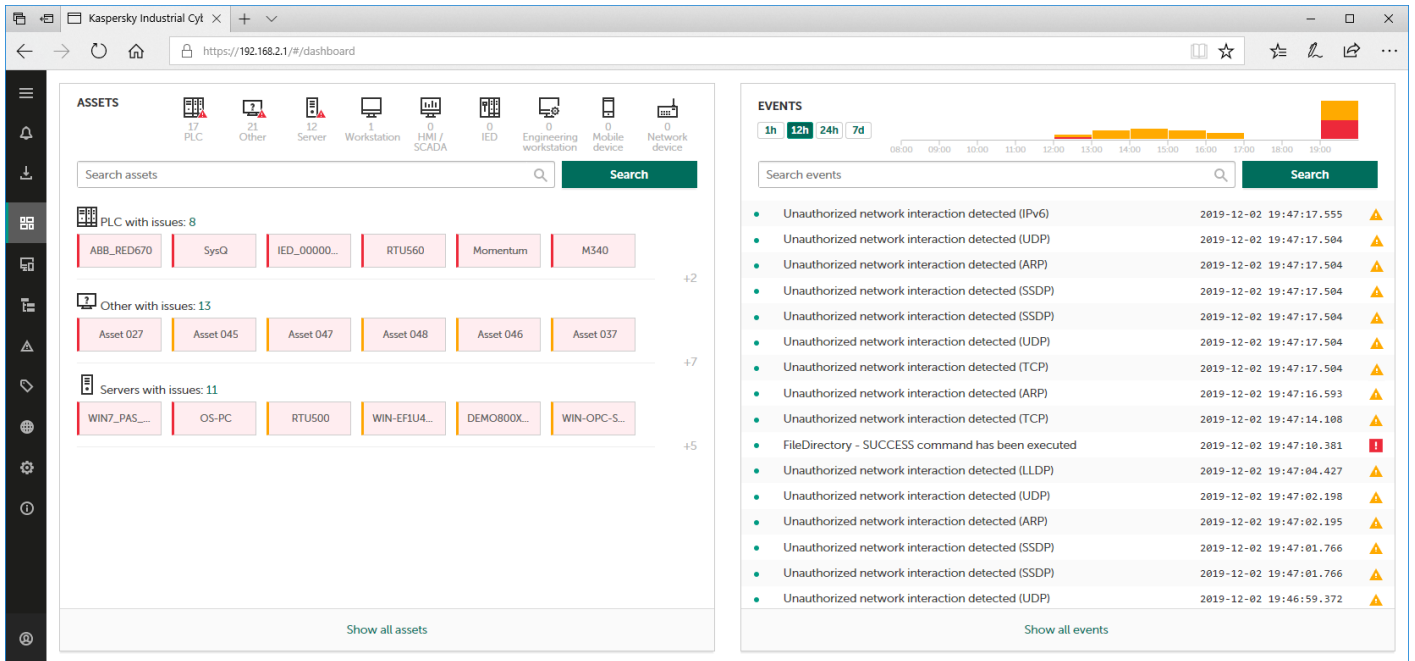 Kaspersky Industrial Cyb
https://192.168.2.1/#/dashboard
ASSETS
17 PLC
21 Other
12 Server
1 Workstation
0 HMI / SCADA
0 IED
0 Engineering workstation
0 Mobile device
0 Network device
Search assets
Search
PLC with issues: 8
ABB_RED670 SysQ IED_00000... RTU560 Momentum M340
+2
Other with issues: 13
Asset 027 Asset 045 Asset 047 Asset 048 Asset 046 Asset 037
+7
Servers with issues: 11
WIN7_PAS_... OS-PC RTU500 WIN-EF1U4... DEMO800X... WIN-OPC-S...
+5
Show all assets
EVENTS
1h 12h 24h 7d
08:00 09:00 10:00 11:00 12:00 13:00 14:00 15:00 16:00 17:00 18:00 19:00
Search events
Search
Unauthorized network interaction detected (IPv6) 2019-12-02 19:47:17.555
Unauthorized network interaction detected (UDP) 2019-12-02 19:47:17.504
Unauthorized network interaction detected (ARP) 2019-12-02 19:47:17.504
Unauthorized network interaction detected (SSDP) 2019-12-02 19:47:17.504
Unauthorized network interaction detected (SSDP) 2019-12-02 19:47:17.504
Unauthorized network interaction detected (UDP) 2019-12-02 19:47:17.504
Unauthorized network interaction detected (TCP) 2019-12-02 19:47:17.504
Unauthorized network interaction detected (ARP) 2019-12-02 19:47:16.593
Unauthorized network interaction detected (TCP) 2019-12-02 19:47:14.108
FileDirectory - SUCCESS command has been executed 2019-12-02 19:47:10.381
Unauthorized network interaction detected (LLDP) 2019-12-02 19:47:04.427
Unauthorized network interaction detected (UDP) 2019-12-02 19:47:02.198
Unauthorized network interaction detected (ARP) 2019-12-02 19:47:02.195
Unauthorized network interaction detected (SSDP) 2019-12-02 19:47:01.766
Unauthorized network interaction detected (SSDP) 2019-12-02 19:47:01.766
Unauthorized network interaction detected (UDP) 2019-12-02 19:46:59.372
Show all events